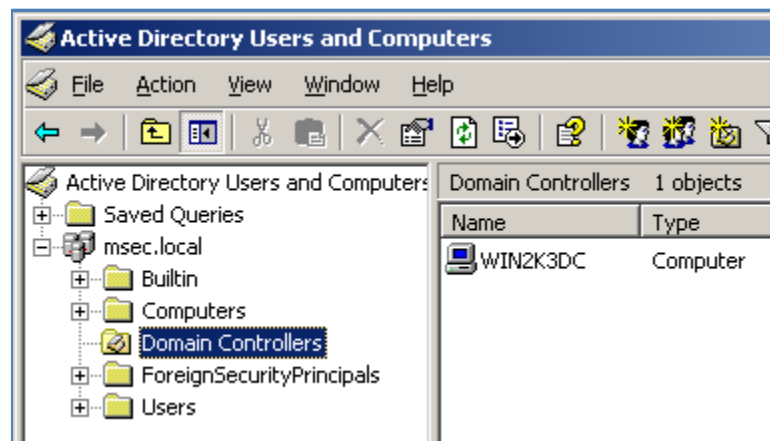 Active Directory Users and Computers
File Action View Window Help
Active Directory Users and Computers
Saved Queries
msec.local
Builtin
Computers
Domain Controllers
ForeignSecurityPrincipals
Users
Domain Controllers 1 objects
Name Type
WIN2K3DC Computer